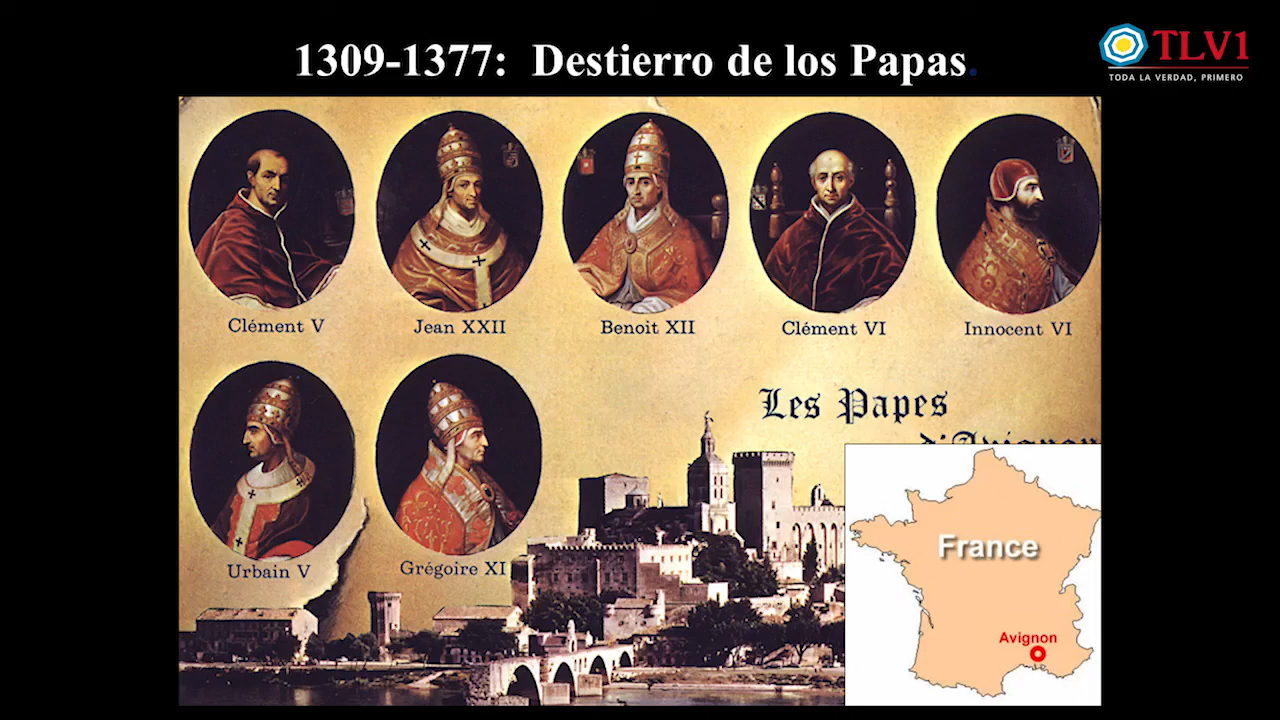 1309-1377: Destierro de los Papas.
TLV1
TODA LA VERDAD, PRIMERO
Clément V
Jean XXII
Benoit XII
Clément VI
Innocent VI
Les Papes
d'Avignon
Urbain V
Grégoire XI
France
Avignon